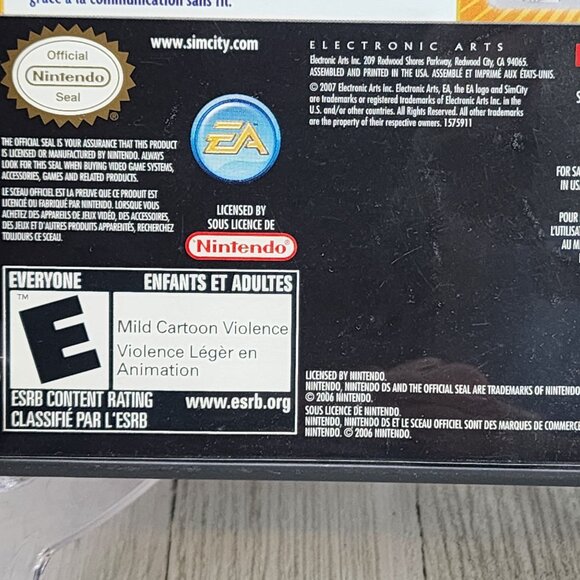 grâce à la communication sans fil.
Official
Nintendo
Seal
®
www.simcity.com
ELECTRONIC ARTS
Electronic Arts Inc. 209 Redwood Shores Parkway, Redwood City, CA 94065.
ASSEMBLED AND PRINTED IN THE USA. ASSEMBLÉ ET IMPRIMÉ AUX ÉTATS-UNIS.
© 2007 Electronic Arts Inc. Electronic Arts, EA, the EA logo and SimCity
are trademarks or registered trademarks of Electronic Arts Inc. in the
U.S. and/or other countries. All Rights Reserved. All other trademarks
are the property of their respective owners. 1575911
EA
THE OFFICIAL SEAL IS YOUR ASSURANCE THAT THIS PRODUCT
IS LICENSED OR MANUFACTURED BY NINTENDO. ALWAYS
LOOK FOR THIS SEAL WHEN BUYING VIDEO GAME SYSTEMS,
ACCESSORIES, GAMES AND RELATED PRODUCTS.
LE SCEAU OFFICIEL EST LA PREUVE QUE CE PRODUIT EST
LICENCIÉ OU FABRIQUÉ PAR NINTENDO. LORSQUE VOUS
ACHETEZ DES APPAREILS DE JEUX VIDÉO, DES ACCESSOIRES,
DES JEUX ET D'AUTRES PRODUITS APPARENTÉS, RECHERCHEZ
TOUJOURS CE SCEAU.
LICENSED BY
SOUS LICENCE DE
Nintendo
FOR SA
IN US
POUR
L'UTILISA
AU M
EVERYONE ENFANTS ET ADULTES
TM
E
Mild Cartoon Violence
Violence Légèr en
Animation
ESRB CONTENT RATING www.esrb.org
CLASSIFIÉ PAR L'ESRB
LICENSED BY NINTENDO.
NINTENDO, NINTENDO DS AND THE OFFICIAL SEAL ARE TRADEMARKS OF NINTENDO
© 2006 NINTENDO.
SOUS LICENCE DE NINTENDO.
NINTENDO, NINTENDO DS ET LE SCEAU OFFICIEL SONT DES MARQUES DE COMMERCE
NINTENDO. © 2006 NINTENDO.